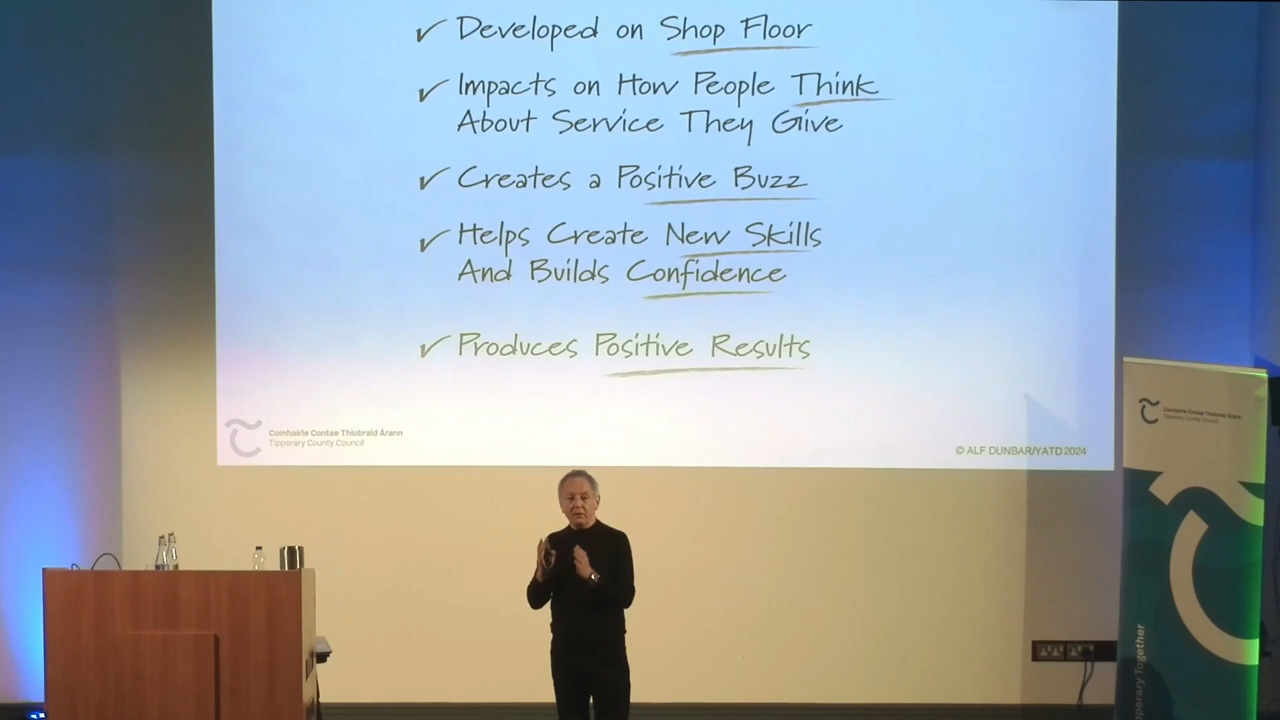 Developed on Shop Floor
Impacts on How People Think
About Service They Give
Creates a Positive Buzz
Helps Create New Skills
And Builds Confidence
Produces Positive Results
Comhairle Contae Thiobraid Árann
Tipperary County Council
© ALF DUNBAR/YATD 2024
Comhairle Contae Thiobraid Árann
Tipperary County Council
Together